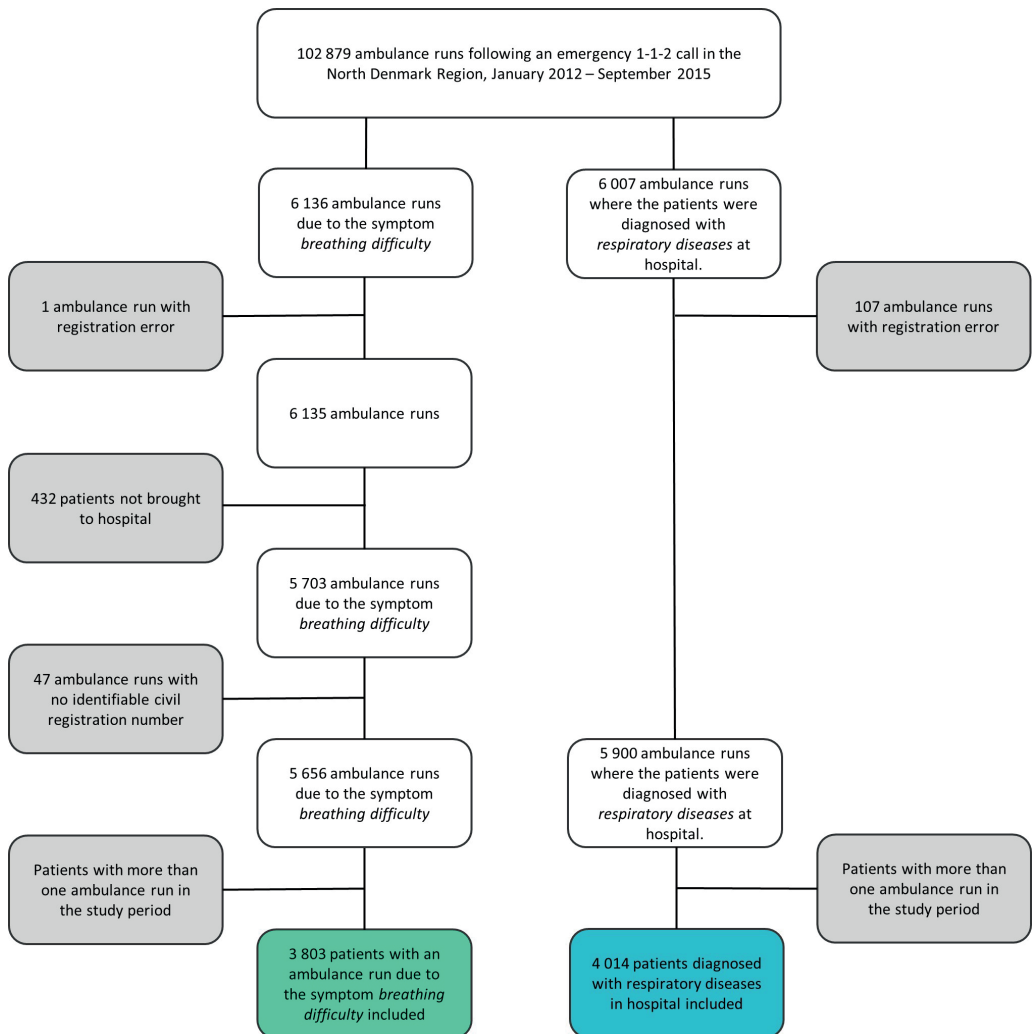 102 879 ambulance runs following an emergency 1-1-2 call in the
North Denmark Region, January 2012 – September 2015
6 136 ambulance runs
due to the symptom
breathing difficulty
6 007 ambulance runs
where the patients were
diagnosed with
respiratory diseases at
hospital.
1 ambulance run with
registration error
107 ambulance runs
with registration error
6 135 ambulance runs
432 patients not brought
to hospital
5 703 ambulance runs
due to the symptom
breathing difficulty
47 ambulance runs with
no identifiable civil
registration number
5 656 ambulance runs
due to the symptom
breathing difficulty
5 900 ambulance runs
where the patients were
diagnosed with
respiratory diseases at
hospital.
Patients with more than
one ambulance run in
the study period
Patients with more than
one ambulance run in
the study period
3 803 patients with an
ambulance run due to
the symptom breathing
difficulty included
4 014 patients diagnosed
with respiratory diseases
in hospital included